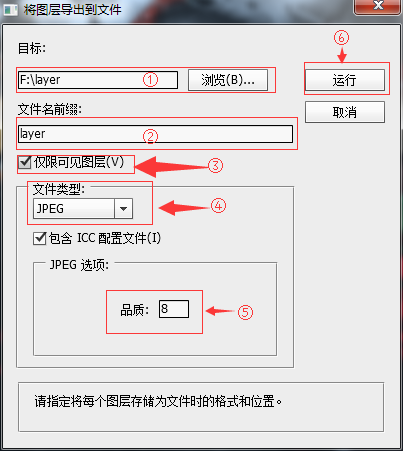 将图层导出到文件
目标:
⑥
F:\layer ① 浏览(B)... 运行
文件名前缀: 取消
layer ②
仅限可见图层(V) ③
文件类型:
JPEG ④
包含 ICC 配置文件(I)
JPEG 选项:
品质: 8 ⑤
请指定将每个图层存储为文件时的格式和位置。